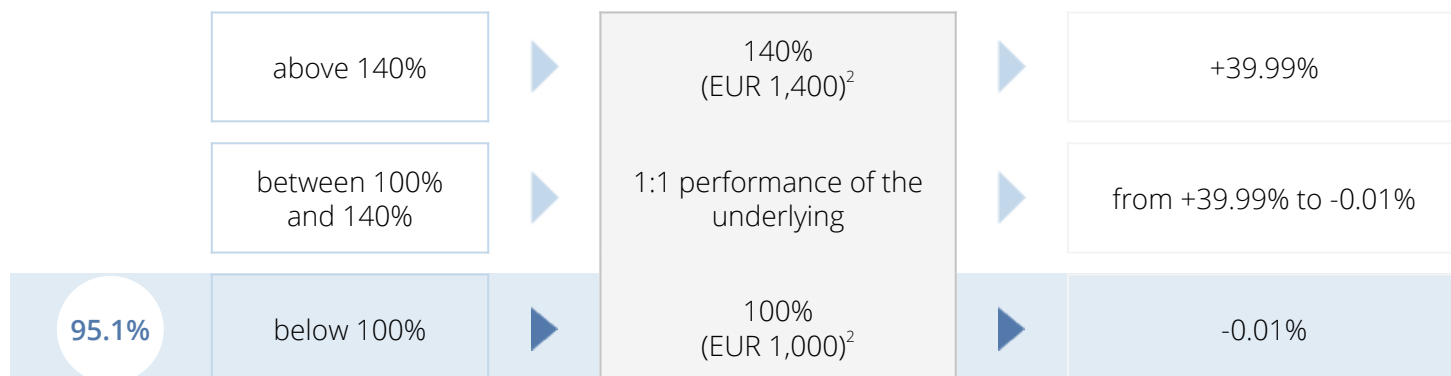 above 140%
140%
(EUR 1,400)²
+39.99%
between 100%
and 140%
1:1 performance of the
underlying
from +39.99% to -0.01%
95.1%
below 100%
100%
(EUR 1,000)²
-0.01%